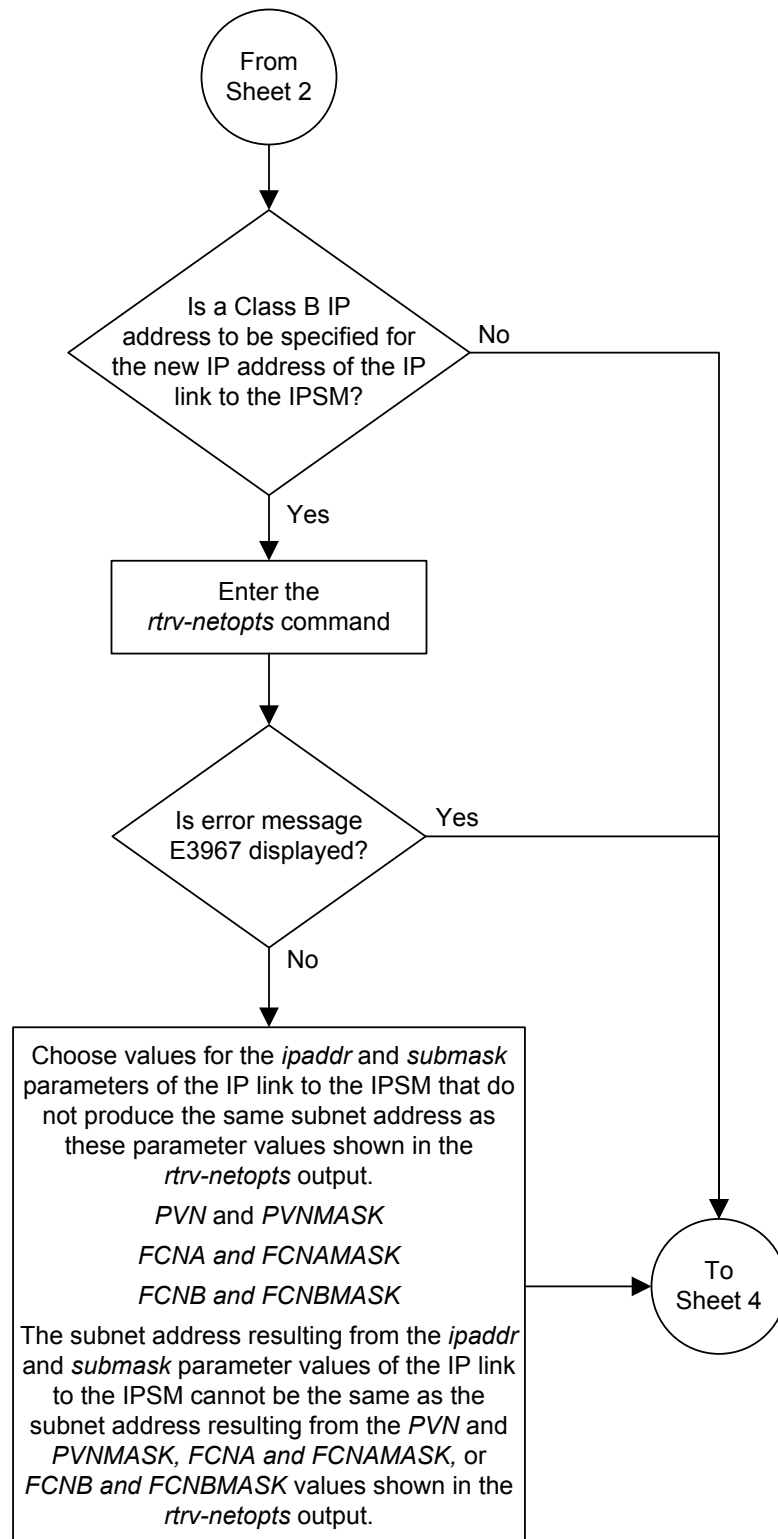 From
Sheet 2
Is a Class B IP
address to be specified for
the new IP address of the IP
link to the IPSM?
No
Yes
Enter the
rtrv-netopts command
Is error message
E3967 displayed?
Yes
No
Choose values for the ipaddr and submask
parameters of the IP link to the IPSM that do
not produce the same subnet address as
these parameter values shown in the
rtrv-netopts output.
PVN and PVNMASK
FCNA and FCNAMASK
FCNB and FCNBMASK
The subnet address resulting from the ipaddr
and submask parameter values of the IP link
to the IPSM cannot be the same as the
subnet address resulting from the PVN and
PVNMASK, FCNA and FCNAMASK, or
FCNB and FCNBMASK values shown in the
rtrv-netopts output.
To
Sheet 4